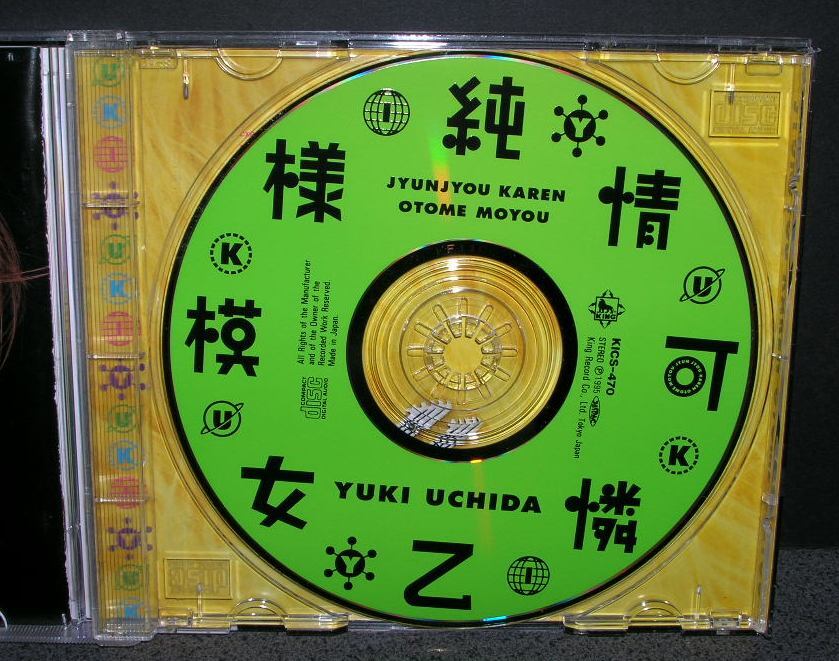 純情可憐乙女模様
JYUNJYOU KAREN
OTOME MOYOU
YUKI UCHIDA
I
Y
U
K
I
Y
U
K
KING
KICS-470
STEREO Ⓟ 1995
King Record Co., Ltd. Tokyo Japan
All Rights of the Manufacturer
and of the Owner of the
Recorded Work Reserved.
Made in Japan.
COMPACT
disc
DIGITAL AUDIO